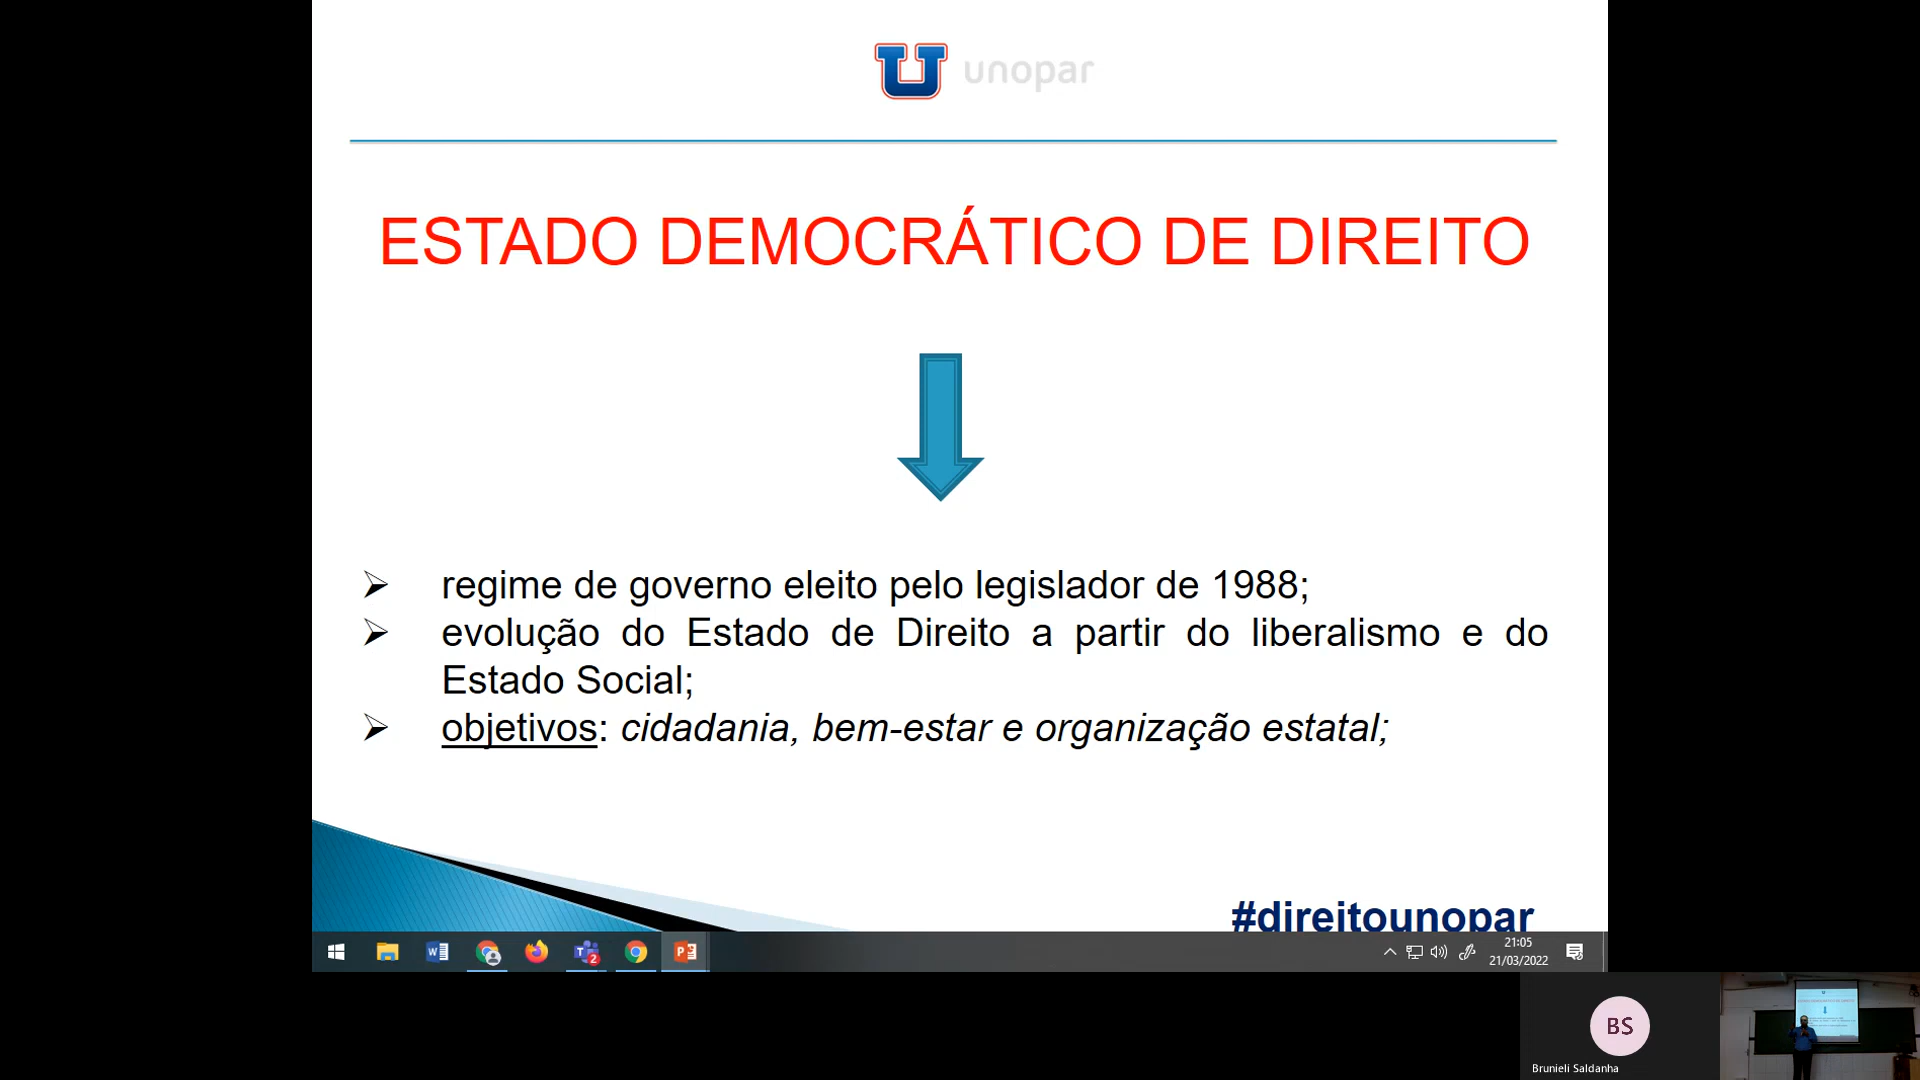 unopar
ESTADO DEMOCRÁTICO DE DIREITO
➢ regime de governo eleito pelo legislador de 1988;
➢ evolução do Estado de Direito a partir do liberalismo e do
Estado Social;
➢ objetivos: cidadania, bem-estar e organização estatal;
#direitounopar
21:05
21/03/2022
2
BS
Brunieli Saldanha